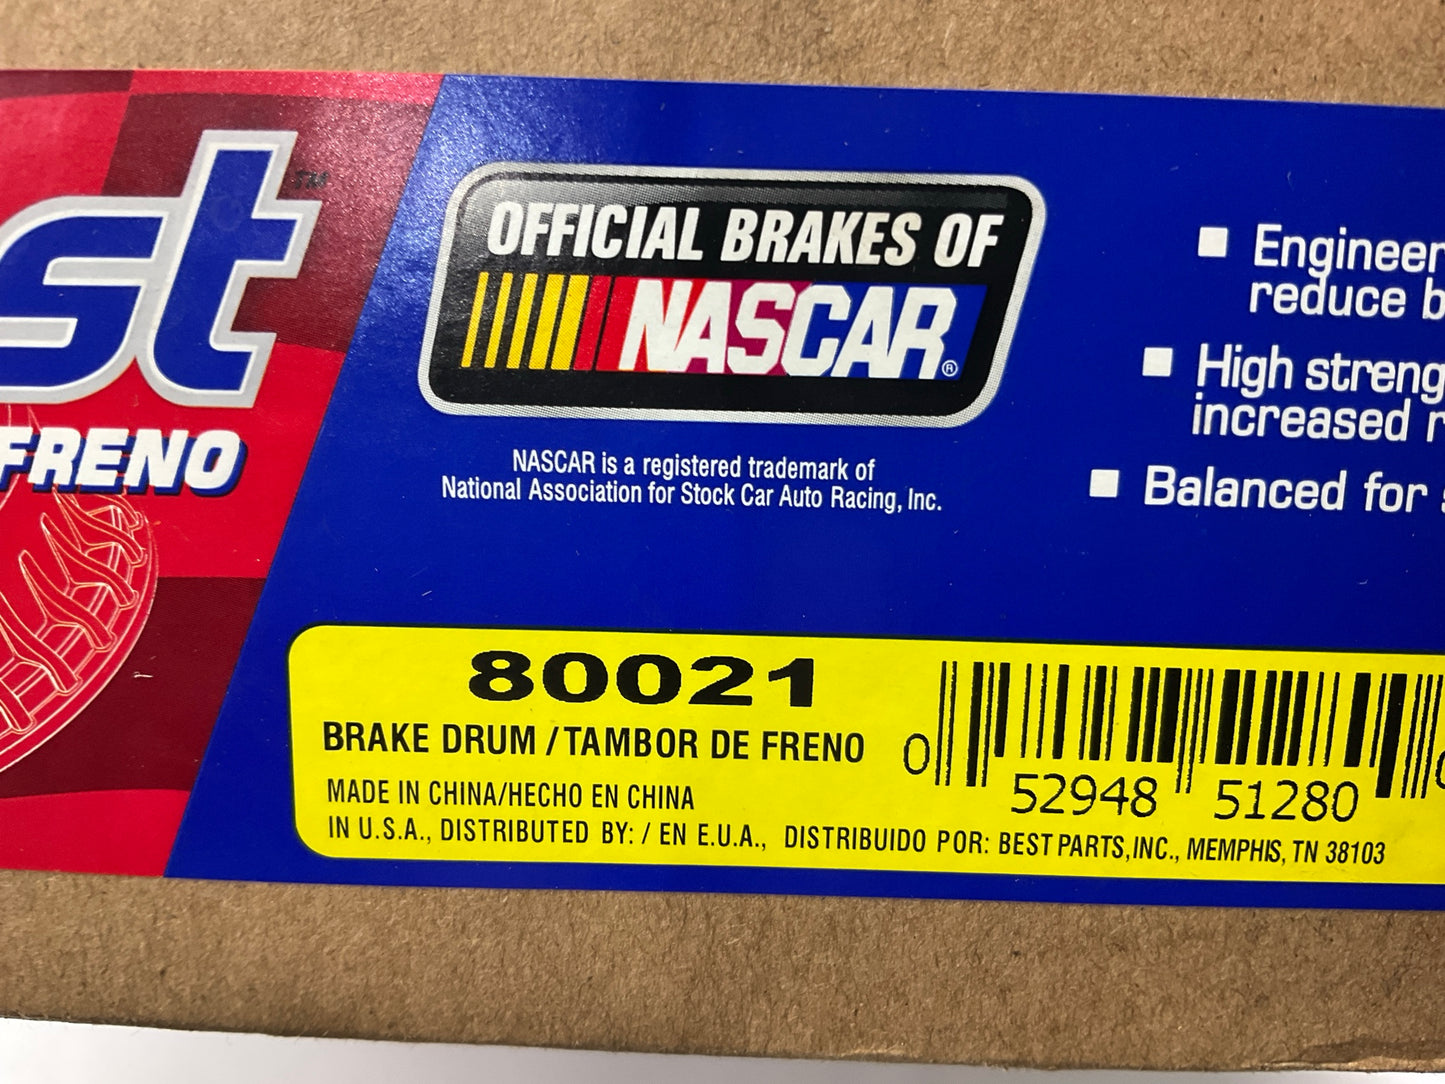 st™
FRENO
OFFICIAL BRAKES OF
NASCAR®
NASCAR is a registered trademark of
National Association for Stock Car Auto Racing, Inc.
■ Engineer
reduce b
■ High streng
increased r
■ Balanced for
80021
BRAKE DRUM / TAMBOR DE FRENO
MADE IN CHINA/HECHO EN CHINA
IN U.S.A., DISTRIBUTED BY: / EN E.U.A., DISTRIBUIDO POR: BEST PARTS, INC., MEMPHIS, TN 38103
0 52948 51280